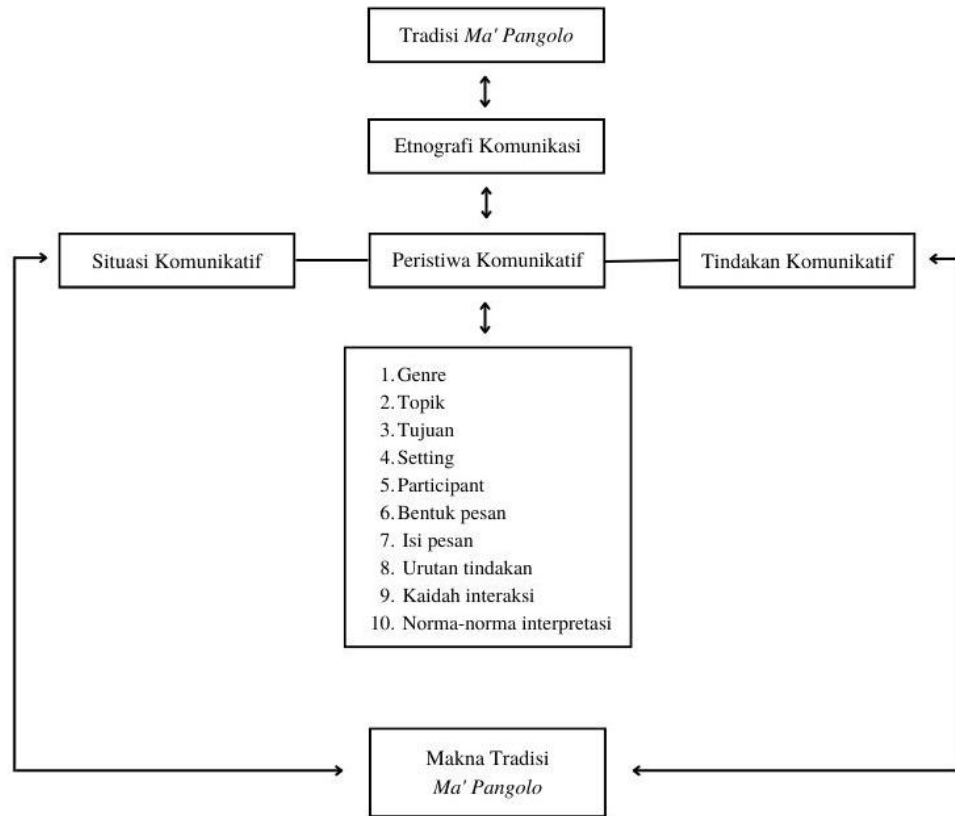 Tradisi Ma' Pangolo
Etnografi Komunikasi
Situasi Komunikatif
Peristiwa Komunikatif
Tindakan Komunikatif
1. Genre
2. Topik
3. Tujuan
4. Setting
5. Participant
6. Bentuk pesan
7. Isi pesan
8. Urutan tindakan
9. Kaidah interaksi
10. Norma-norma interpretasi
Makna Tradisi
Ma' Pangolo